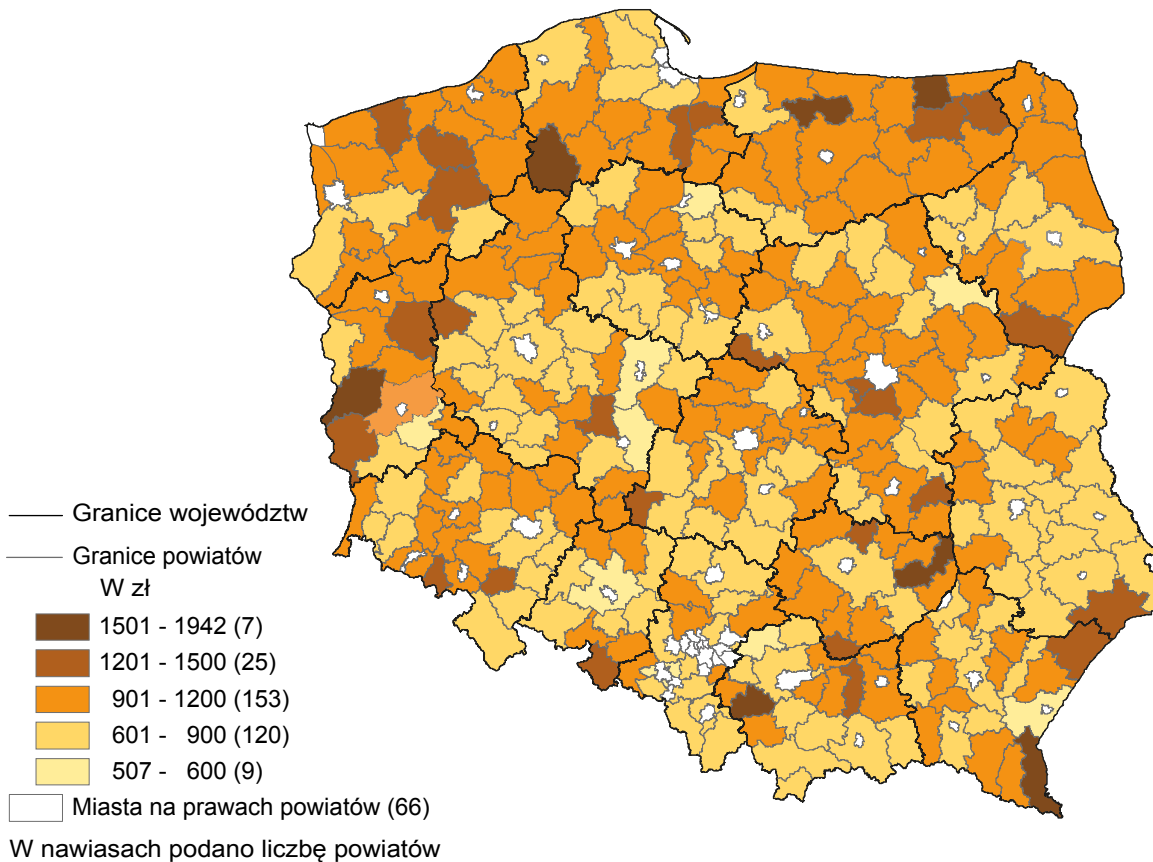 Granice województw
Granice powiatów
W zł
1501 - 1942 (7)
1201 - 1500 (25)
901 - 1200 (153)
601 - 900 (120)
507 - 600 (9)
Miasta na prawach powiatów (66)
W nawiasach podano liczbę powiatów